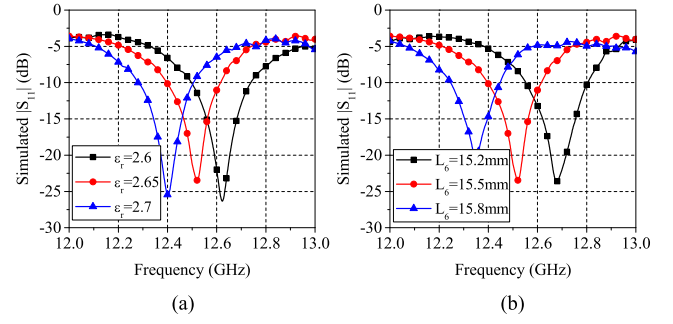 Simulated |S₁₁| (dB)
0
-5
-10
-15
-20
-25
-30
εᵣ=2.6
εᵣ=2.65
εᵣ=2.7
12.0 12.2 12.4 12.6 12.8 13.0
Frequency (GHz)
(a)
Simulated |S₁₁| (dB)
0
-5
-10
-15
-20
-25
-30
L₆=15.2mm
L₆=15.5mm
L₆=15.8mm
12.0 12.2 12.4 12.6 12.8 13.0
Frequency (GHz)
(b)